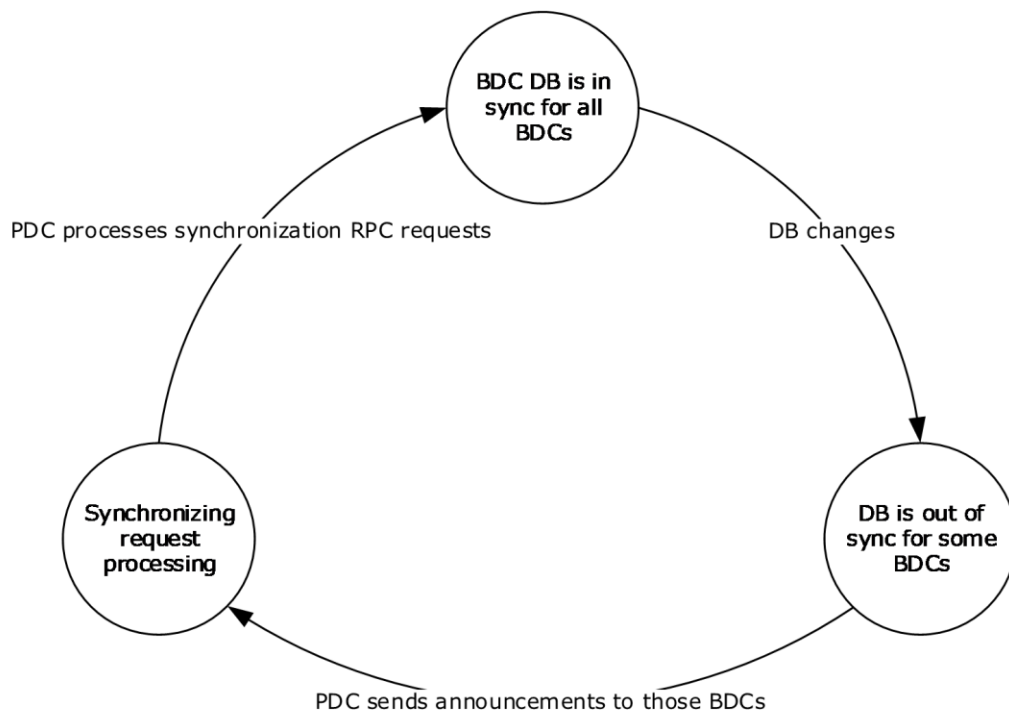 BDC DB is in
sync for all
BDCs
PDC processes synchronization RPC requests
DB changes
Synchronizing
request
processing
DB is out of
sync for some
BDCs
PDC sends announcements to those BDCs